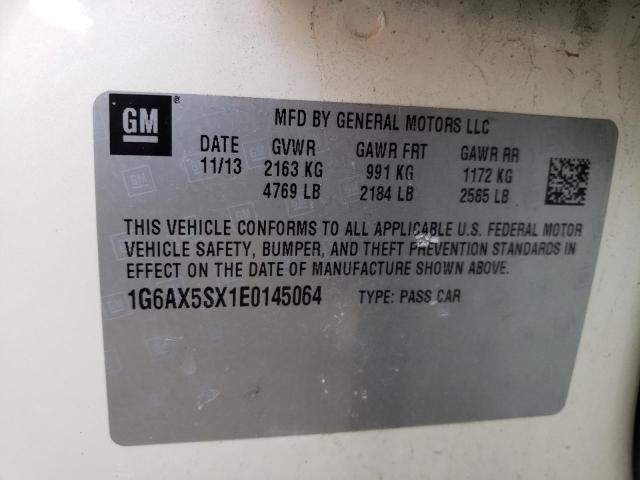 GM®
MFD BY GENERAL MOTORS LLC
DATE GVWR GAWR FRT GAWR RR
11/13 2163 KG 991 KG 1172 KG
4769 LB 2184 LB 2565 LB
THIS VEHICLE CONFORMS TO ALL APPLICABLE U.S. FEDERAL MOTOR
VEHICLE SAFETY, BUMPER, AND THEFT PREVENTION STANDARDS IN
EFFECT ON THE DATE OF MANUFACTURE SHOWN ABOVE.
1G6AX5SX1E0145064 TYPE: PASS CAR